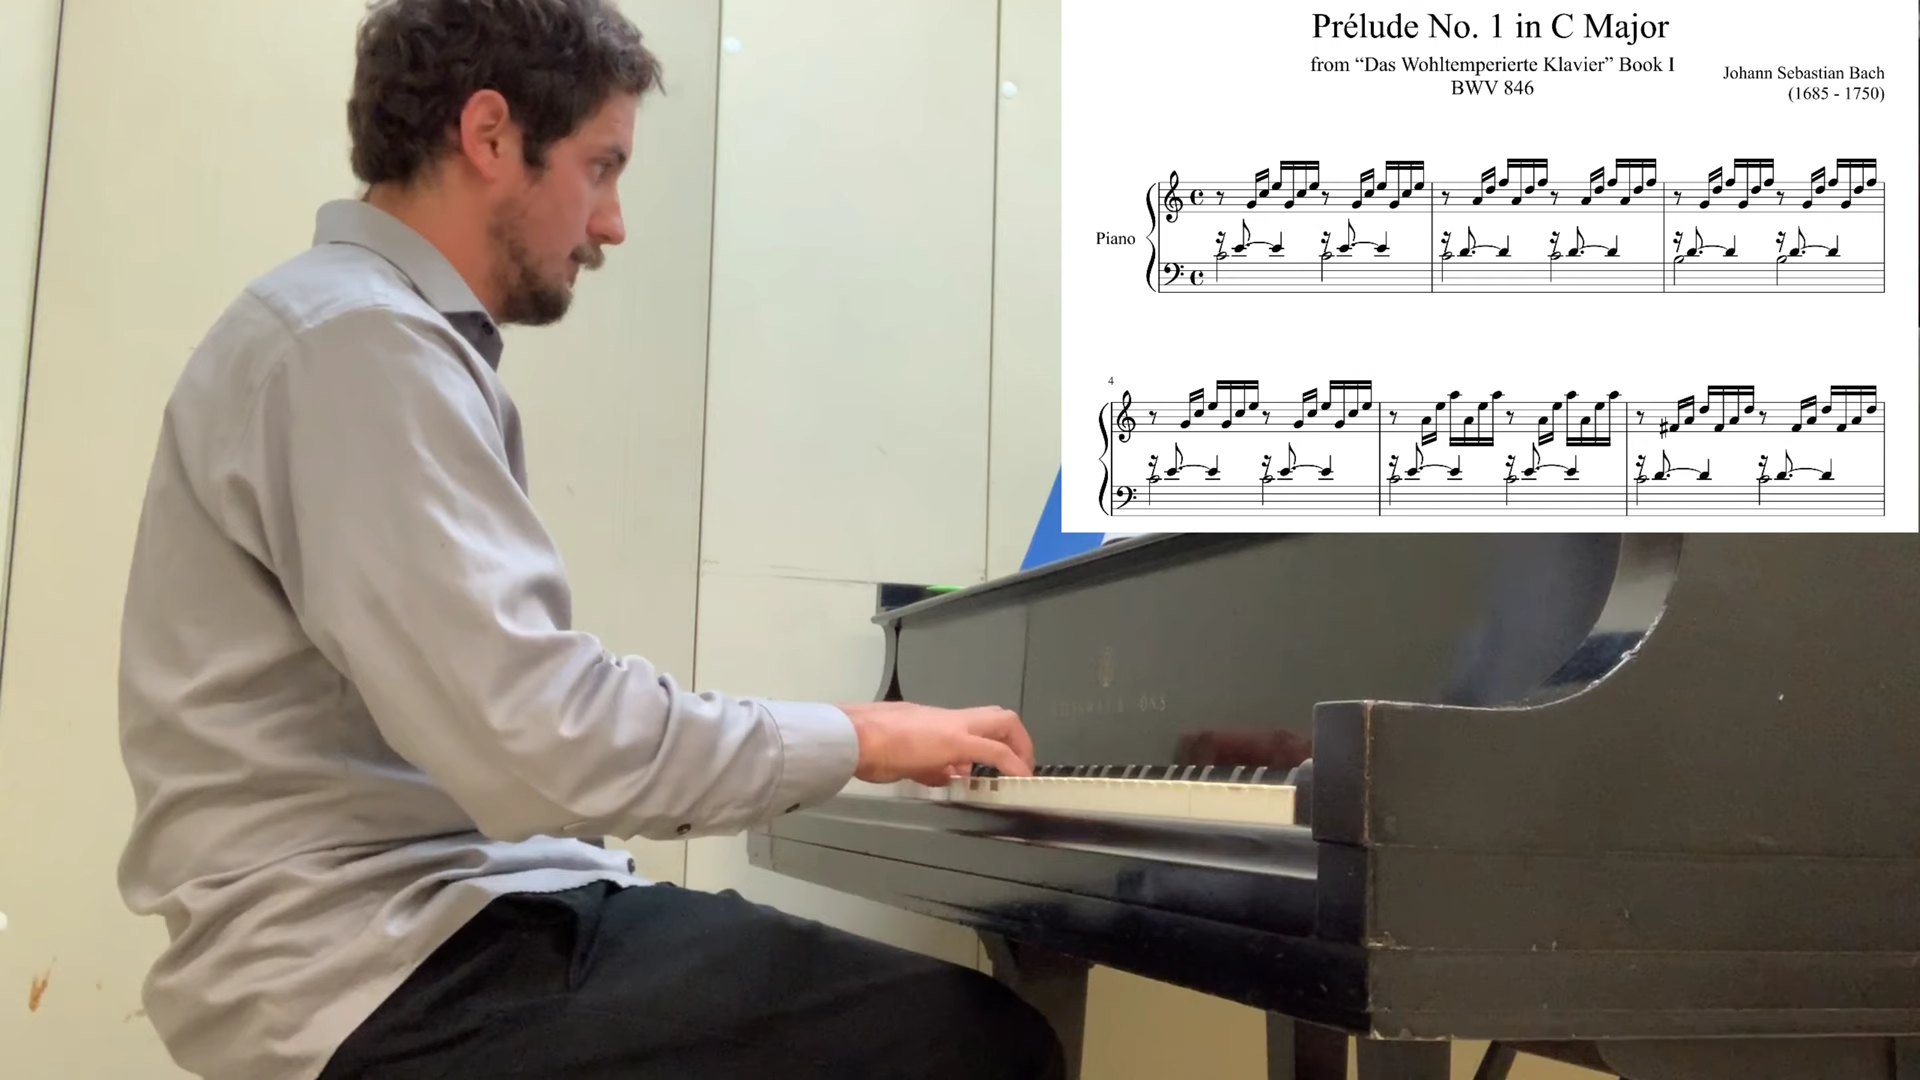 Prélude No. 1 in C Major
from “Das Wohltemperierte Klavier” Book I
BWV 846
Johann Sebastian Bach
(1685 - 1750)
Piano
4